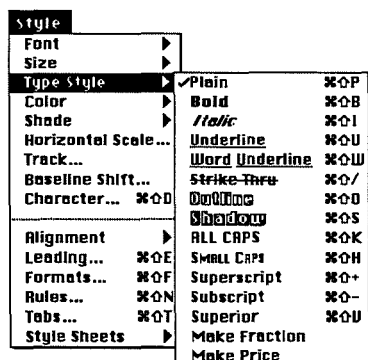 Style
Font ▶
Size ▶
Type Style ▶
Color ▶
Shade ▶
Horizontal Scale...
Track...
Baseline Shift...
Character... ⌘⇧D
Alignment ▶
Leading... ⌘⇧E
Formats... ⌘⇧F
Rules... ⌘⇧N
Tabs... ⌘⇧T
Style Sheets ▶
✓Plain ⌘⇧P
Bold ⌘⇧B
Italic ⌘⇧I
Underline ⌘⇧U
Word Underline ⌘⇧W
Strike Thru ⌘⇧/
Outline ⌘⇧O
Shadow ⌘⇧S
ALL CAPS ⌘⇧K
SMALL CAPS ⌘⇧H
Superscript ⌘⇧+
Subscript ⌘⇧-
Superior ⌘⇧V
Make Fraction
Make Price